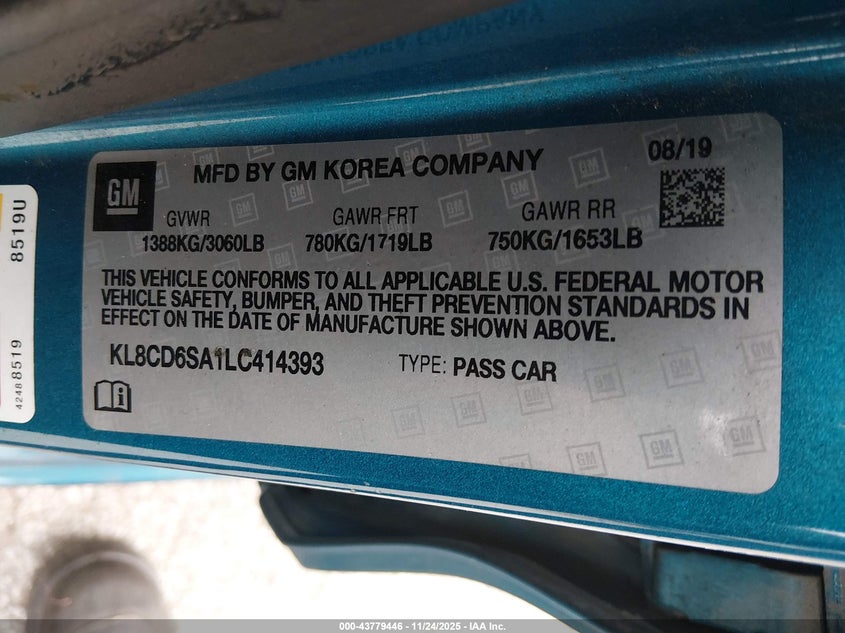 GM
MFD BY GM KOREA COMPANY
08/19
GVWR GAWR FRT GAWR RR
1388KG/3060LB 780KG/1719LB 750KG/1653LB
THIS VEHICLE CONFORMS TO ALL APPLICABLE U.S. FEDERAL MOTOR
VEHICLE SAFETY, BUMPER, AND THEFT PREVENTION STANDARDS IN
EFFECT ON THE DATE OF MANUFACTURE SHOWN ABOVE.
KL8CD6SA1LC414393 TYPE: PASS CAR
8519U
42488519
000-43779446 - 11/24/2025 - IAA Inc.